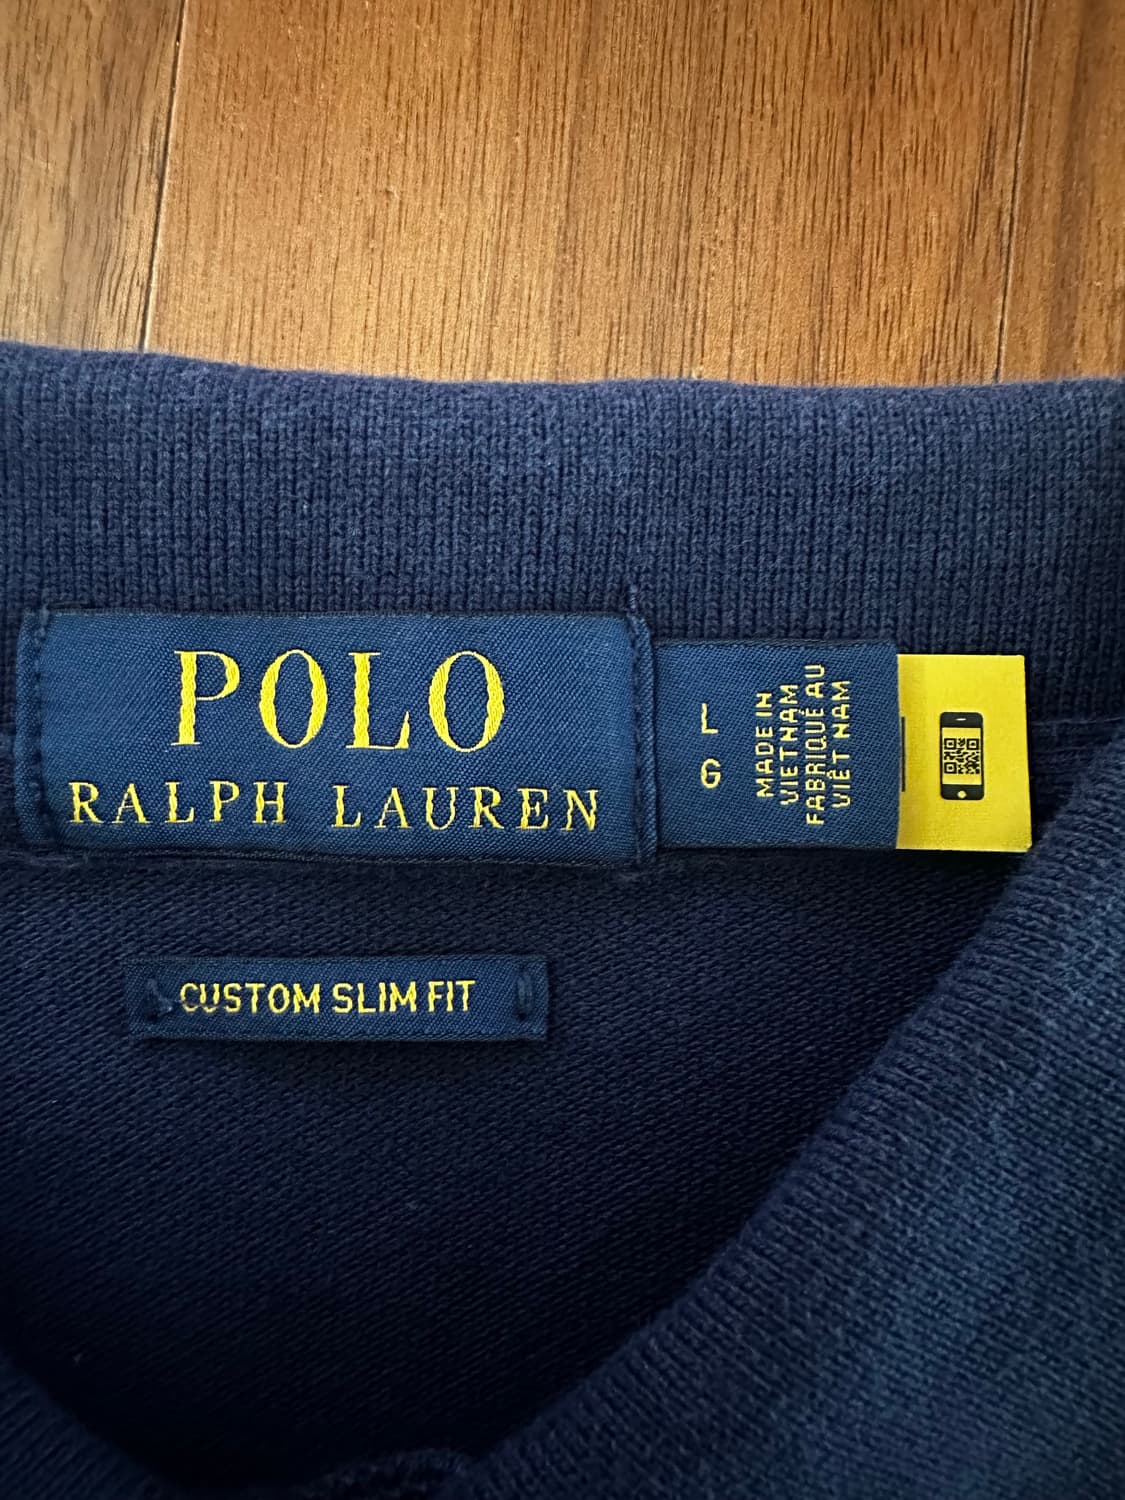 POLO
RALPH LAUREN
L
G
MADE IN
VIETNAM
FABRIQUÉ AU
VIÊT NAM
CUSTOM SLIM FIT